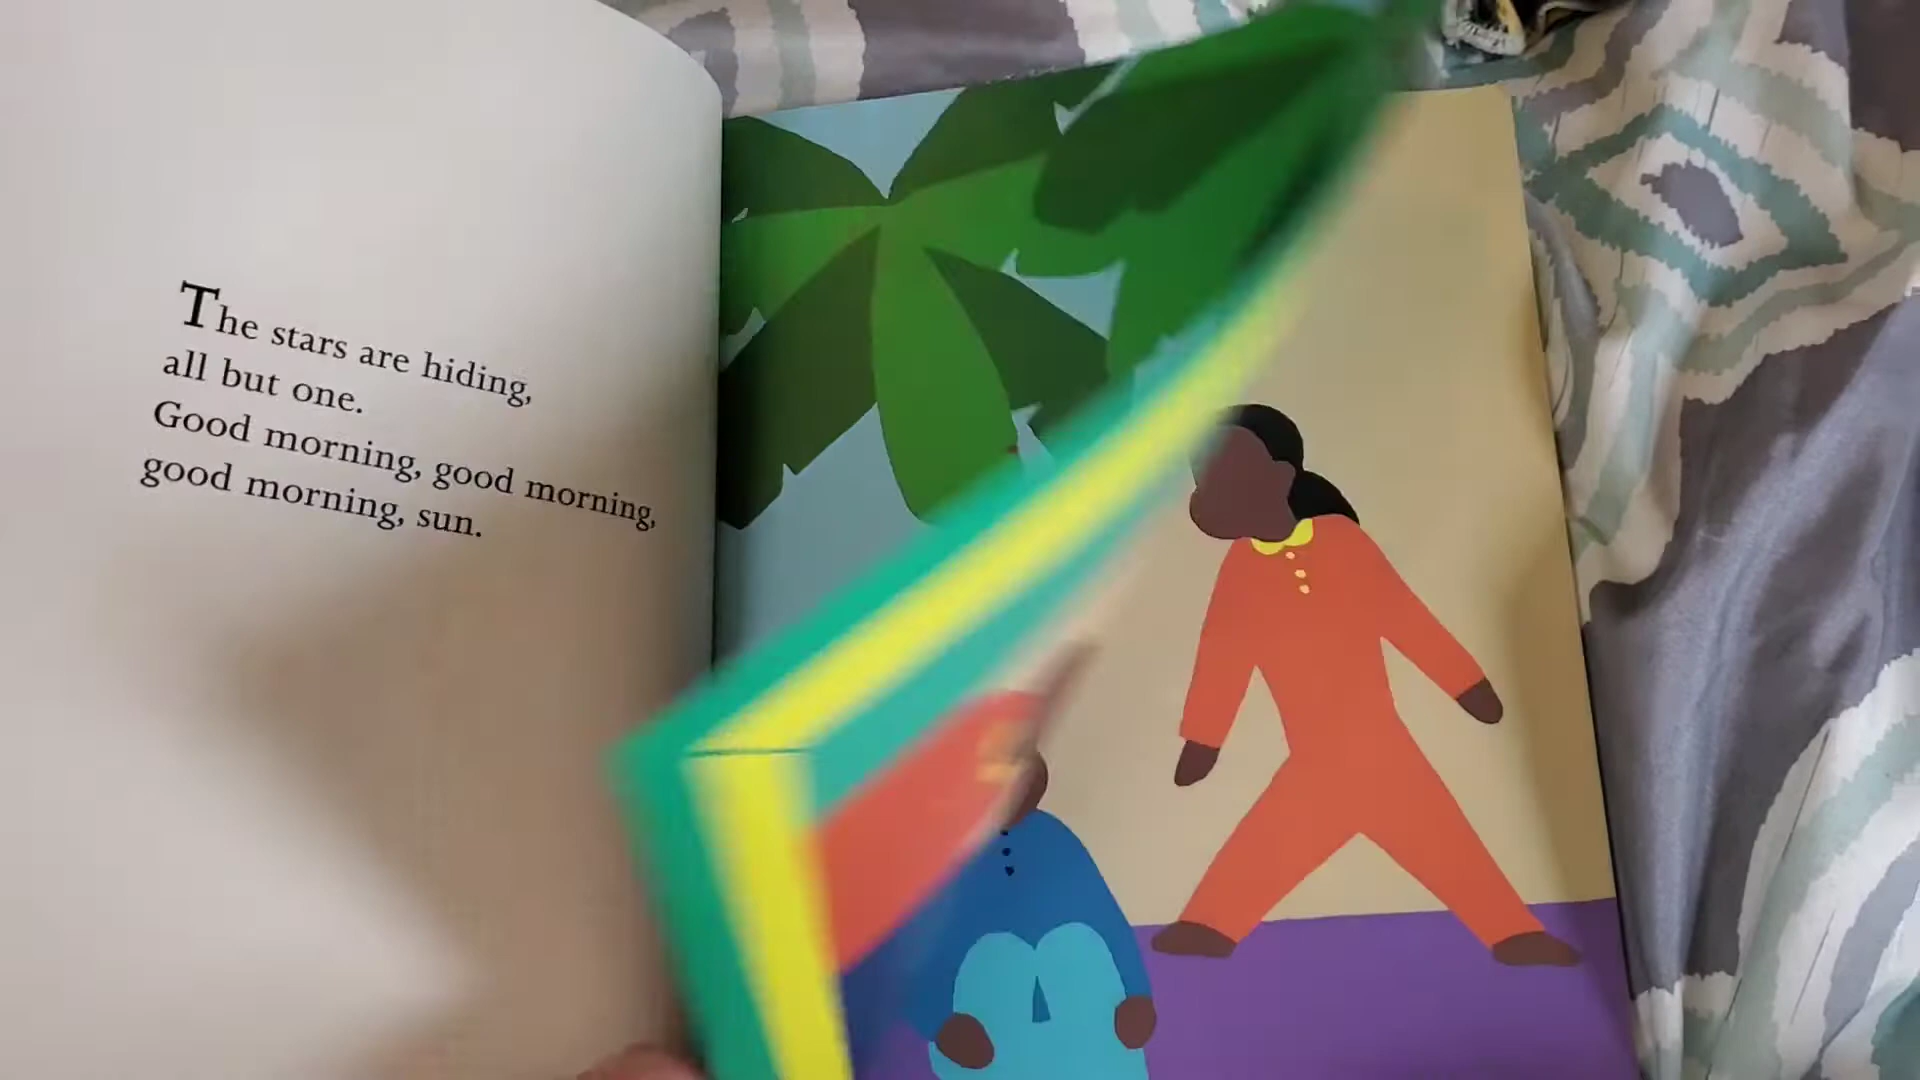 The stars are hiding,
all but one.
Good morning, good morning,
good morning, sun.